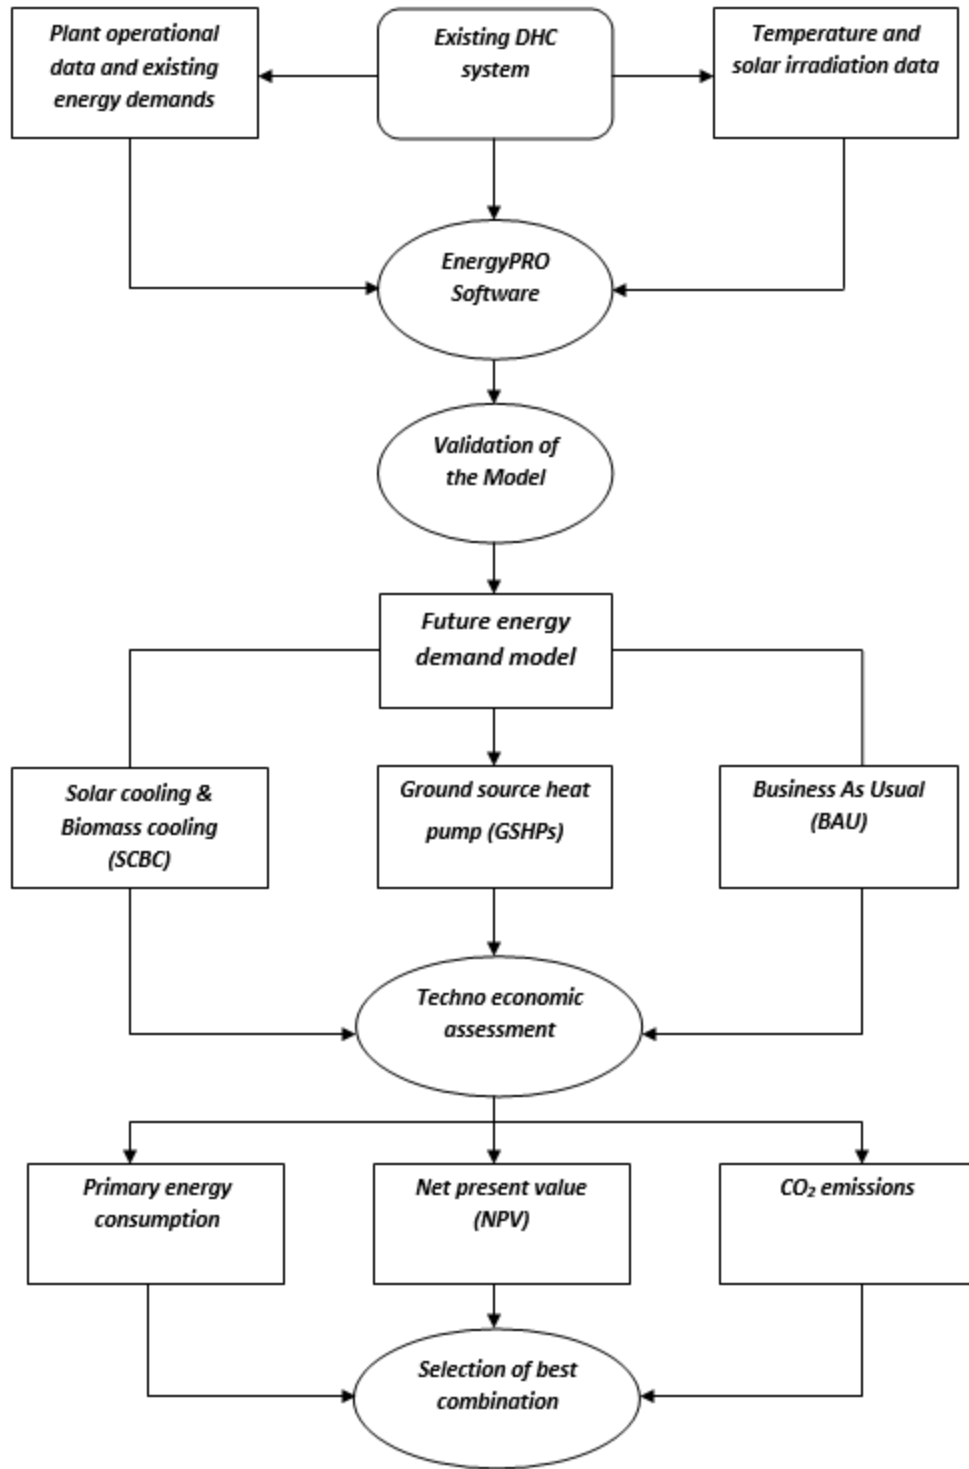 Plant operational
data and existing
energy demands
Existing DHC
system
Temperature and
solar irradiation data
EnergyPRO
Software
Validation of
the Model
Future energy
demand model
Solar cooling &
Biomass cooling
(SCBC)
Ground source heat
pump (GSHPs)
Business As Usual
(BAU)
Techno economic
assessment
Primary energy
consumption
Net present value
(NPV)
CO₂ emissions
Selection of best
combination